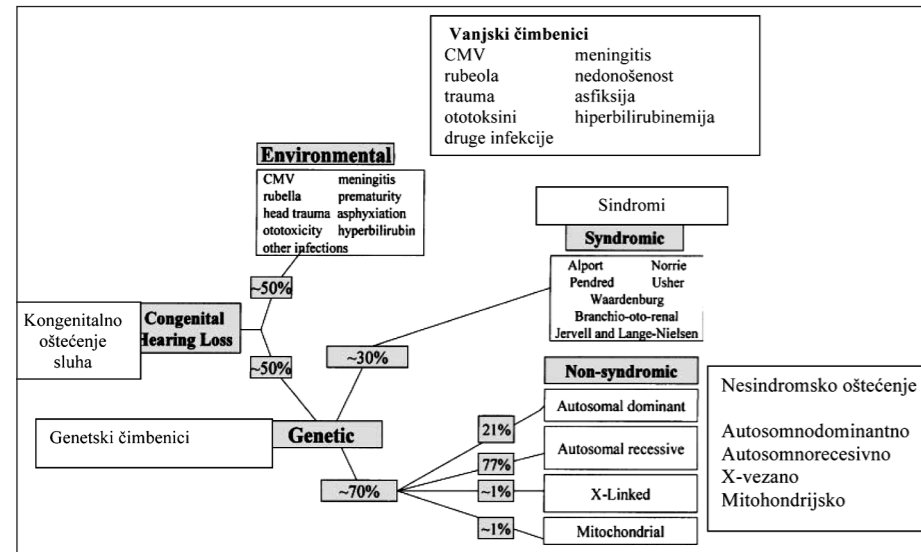 Vanjski čimbenici
CMV meningitis
rubeola nedonošenost
trauma asfiksija
ototoksini hiperbilirubinemija
druge infekcije
Environmental
CMV meningitis
rubella prematurity
head trauma asphyxiation
ototoxicity hyperbilirubin
other infections
Sindromi
Syndromic
Alport Norrie
Pendred Usher
Waardenburg
Branchio-oto-renal
Jervell and Lange-Nielsen
~50%
Kongenitalno
oštećenje
sluha
Congenital
Hearing Loss
~50%
~30%
Genetski čimbenici
Genetic
~70%
Non-syndromic
21%
Autosomal dominant
77%
Autosomal recessive
~1%
X-Linked
~1%
Mitochondrial
Nesindromsko oštećenje
Autosomnodominantno
Autosomnorecesivno
X-vezano
Mitohondrijsko